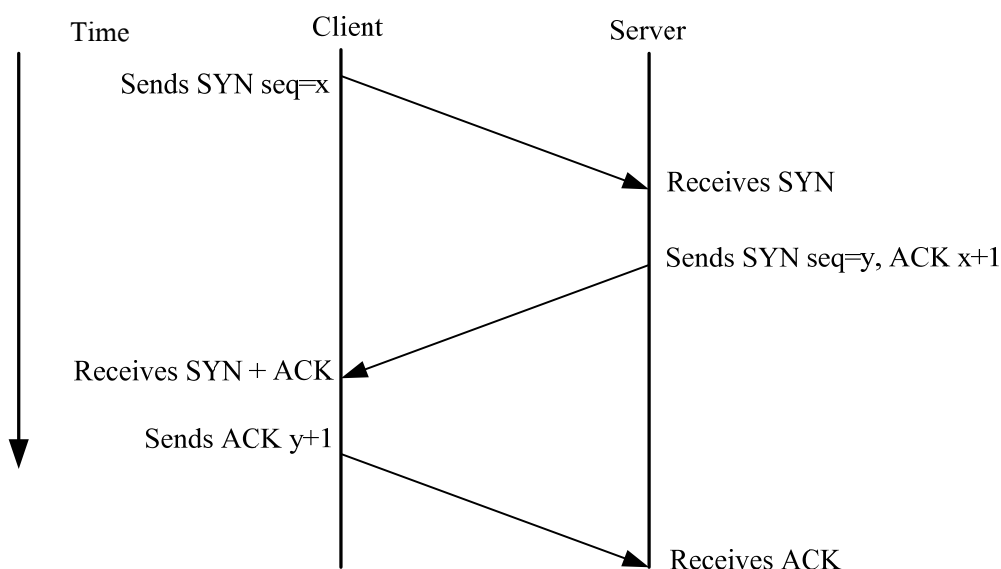 Time
Client
Server
Sends SYN seq=x
Receives SYN
Sends SYN seq=y, ACK x+1
Receives SYN + ACK
Sends ACK y+1
Receives ACK